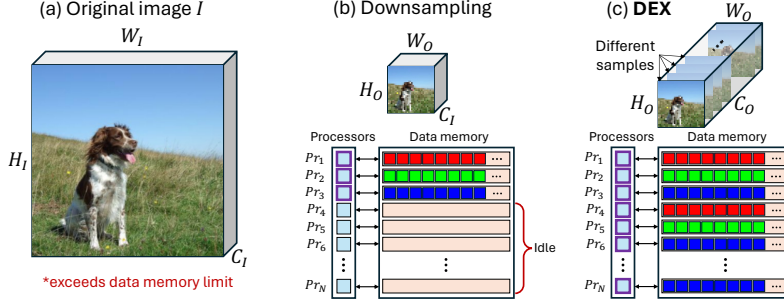 (a) Original image I
W_I
H_I
C_I
*exceeds data memory limit
(b) Downsampling
W_O
H_O
C_I
Processors
Data memory
Pr_1
...
Pr_2
...
Pr_3
...
Pr_4
Pr_5
Pr_6
Idle
Pr_N
(c) DEX
W_O
Different
samples
H_O
C_O
Processors
Data memory
Pr_1
...
Pr_2
...
Pr_3
...
Pr_4
...
Pr_5
...
Pr_6
...
Pr_N
...